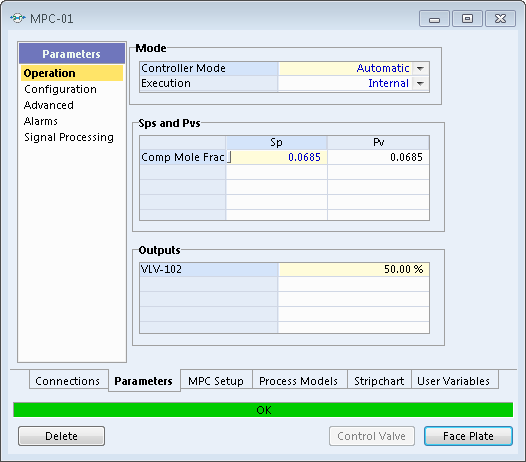 MPC-01
Parameters
Operation
Configuration
Advanced
Alarms
Signal Processing
Mode
Controller Mode Automatic
Execution Internal
Sps and Pvs
Sp Pv
Comp Mole Frac 0.0685 0.0685
Outputs
VLV-102 50.00 %
Connections Parameters MPC Setup Process Models Stripchart User Variables
OK
Delete Control Valve Face Plate